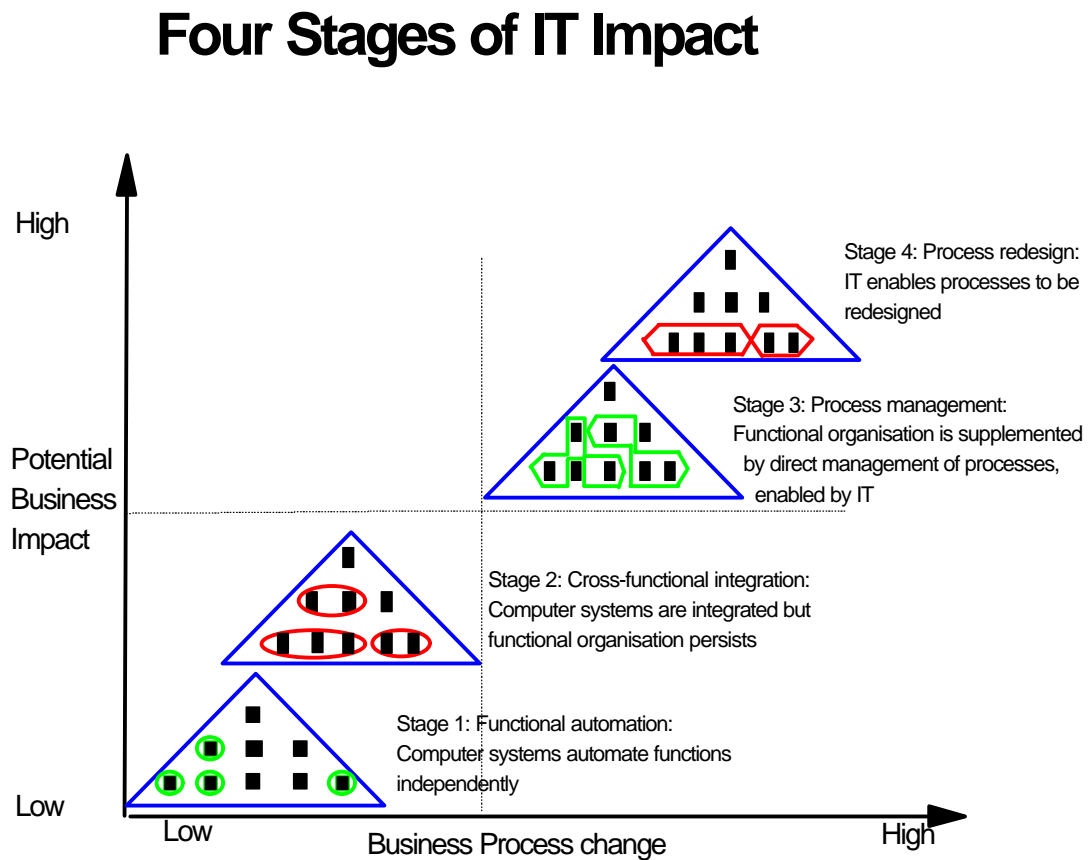 Four Stages of IT Impact
High
Stage 4: Process redesign:
IT enables processes to be
redesigned
Stage 3: Process management:
Functional organisation is supplemented
by direct management of processes,
enabled by IT
Potential
Business
Impact
Stage 2: Cross-functional integration:
Computer systems are integrated but
functional organisation persists
Stage 1: Functional automation:
Computer systems automate functions
independently
Low
Low
Business Process change
High